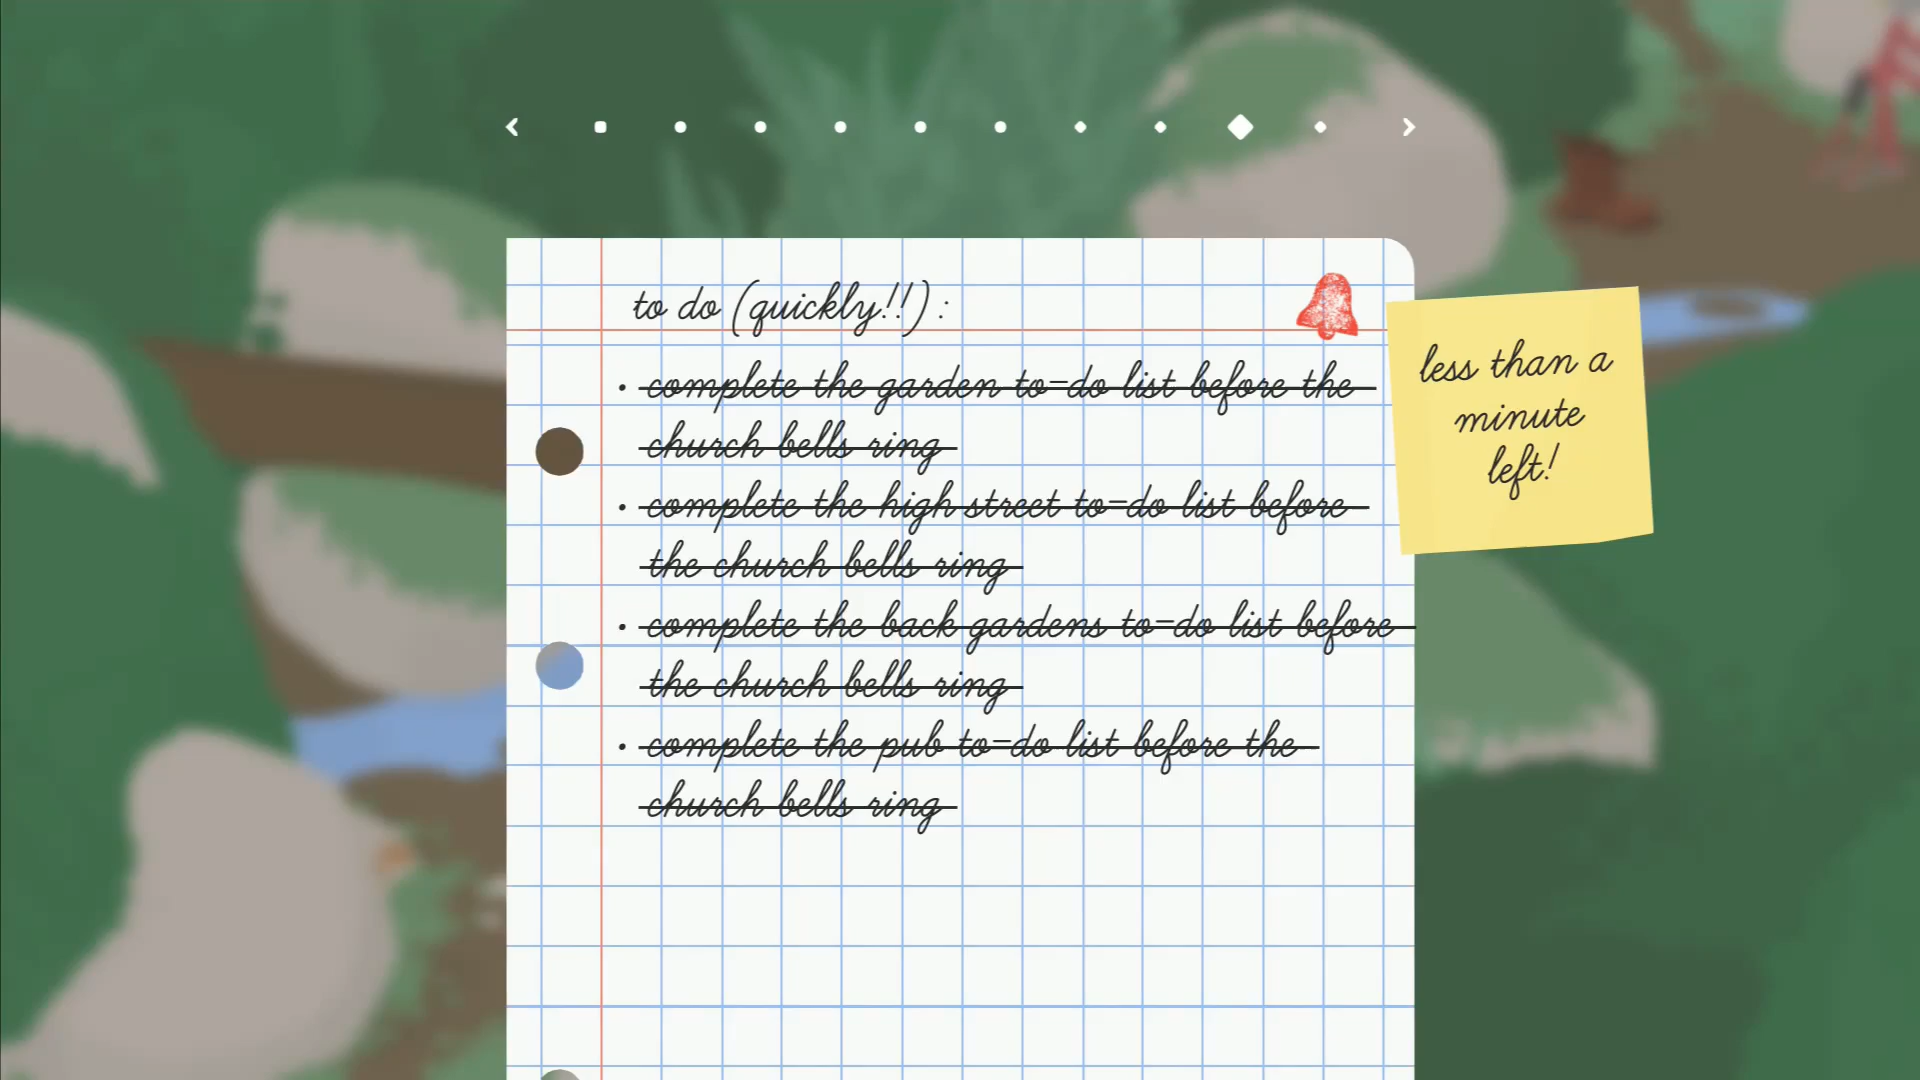 to do (quickly!!) :
• complete the garden to-do list before the
church bells ring
• complete the high street to-do list before
the church bells ring
• complete the back gardens to-do list before
the church bells ring
• complete the pub to-do list before the
church bells ring
less than a
minute
left!